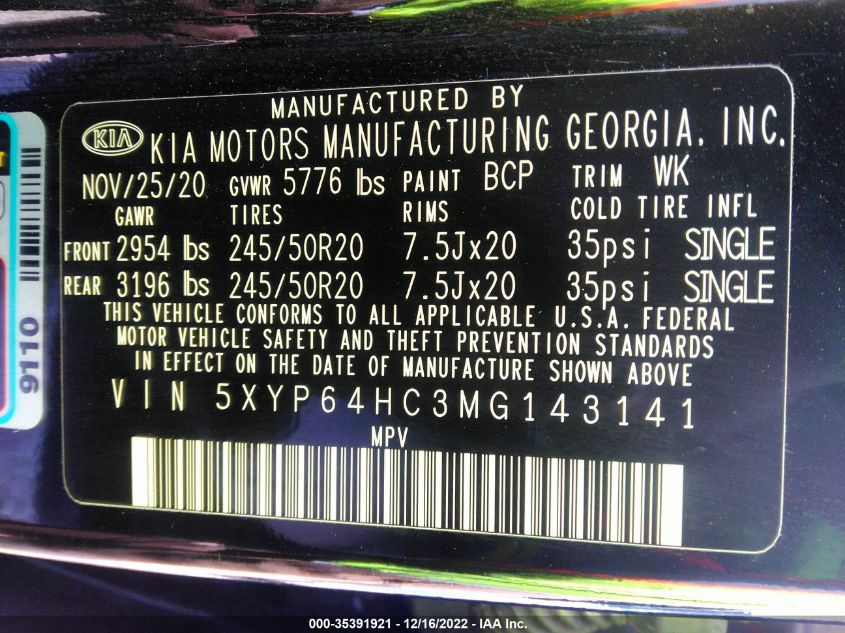 MANUFACTURED BY
KIA KIA MOTORS MANUFACTURING GEORGIA, INC.
NOV/25/20 GVWR 5776 lbs PAINT BCP TRIM WK
GAWR TIRES RIMS COLD TIRE INFL
FRONT 2954 lbs 245/50R20 7.5Jx20 35psi SINGLE
REAR 3196 lbs 245/50R20 7.5Jx20 35psi SINGLE
THIS VEHICLE CONFORMS TO ALL APPLICABLE U.S.A. FEDERAL
MOTOR VEHICLE SAFETY AND THEFT PREVENTION STANDARDS
IN EFFECT ON THE DATE OF MANUFACTURE SHOWN ABOVE
VIN 5XYP64HC3MG143141
MPV
9110
000-35391921 - 12/16/2022 - IAA Inc.